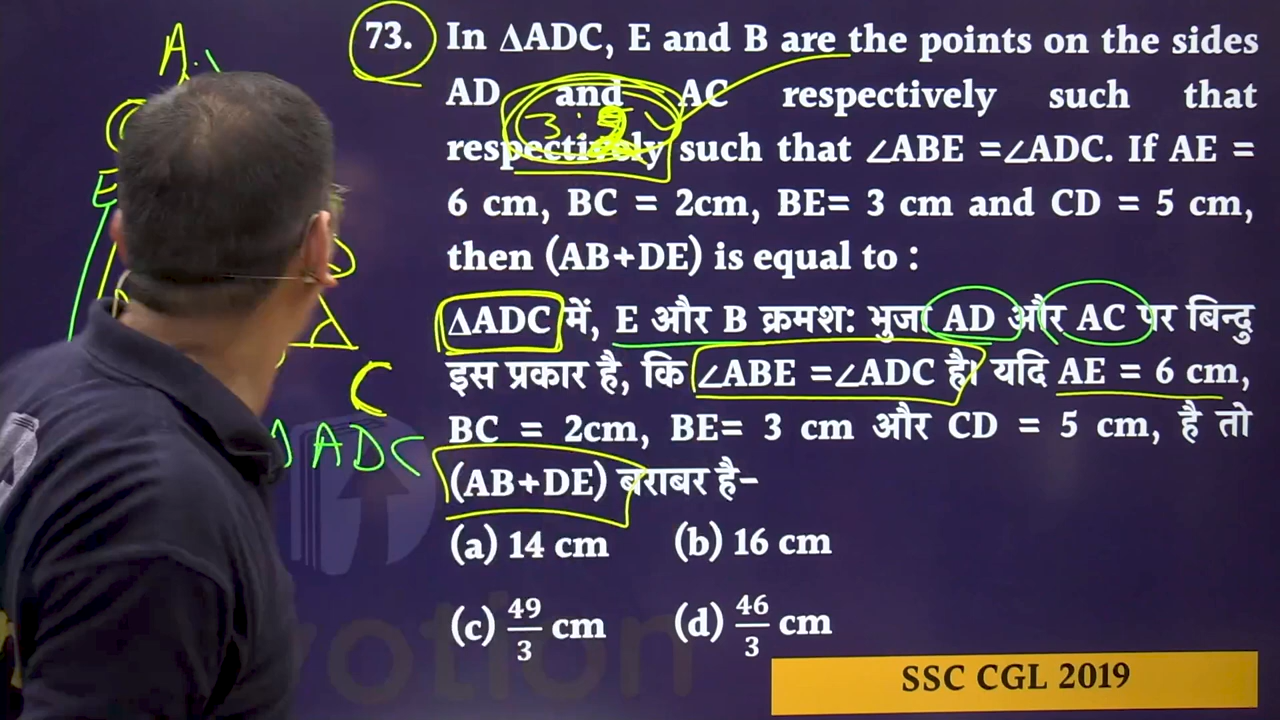 73. In ΔADC, E and B are the points on the sides
AD and AC respectively such that
respectively such that ∠ABE =∠ADC. If AE =
6 cm, BC = 2cm, BE= 3 cm and CD = 5 cm,
then (AB+DE) is equal to :
ΔADC में, E और B क्रमश: भुजा AD और AC पर बिन्दु
इस प्रकार है, कि ∠ABE =∠ADC है। यदि AE = 6 cm,
BC = 2cm, BE= 3 cm और CD = 5 cm, है तो
(AB+DE) बराबर है–
(a) 14 cm (b) 16 cm
(c) 49/3 cm (d) 46/3 cm
SSC CGL 2019
A
E
C
ADC
3:5